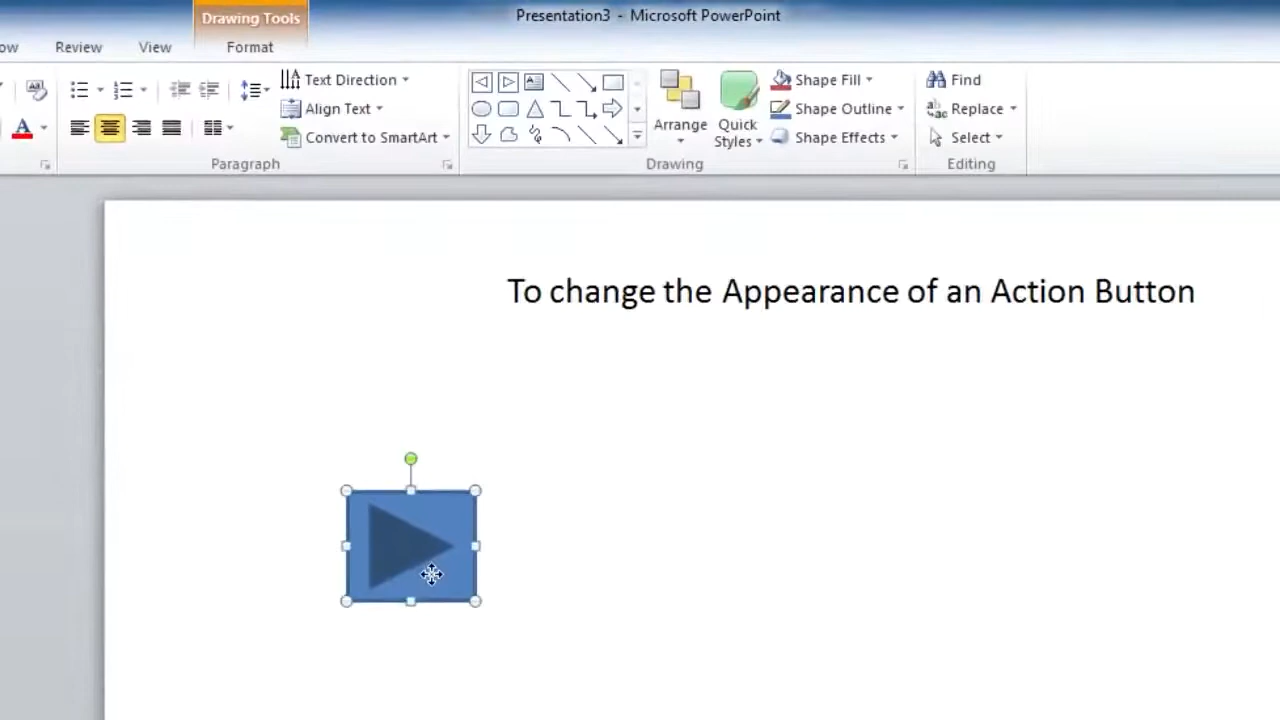 Drawing Tools
Presentation3 - Microsoft PowerPoint
Review View Format
Text Direction
Align Text
Convert to SmartArt
Paragraph
Arrange
Quick Styles
Shape Fill
Shape Outline
Shape Effects
Drawing
Find
Replace
Select
Editing
To change the Appearance of an Action Button